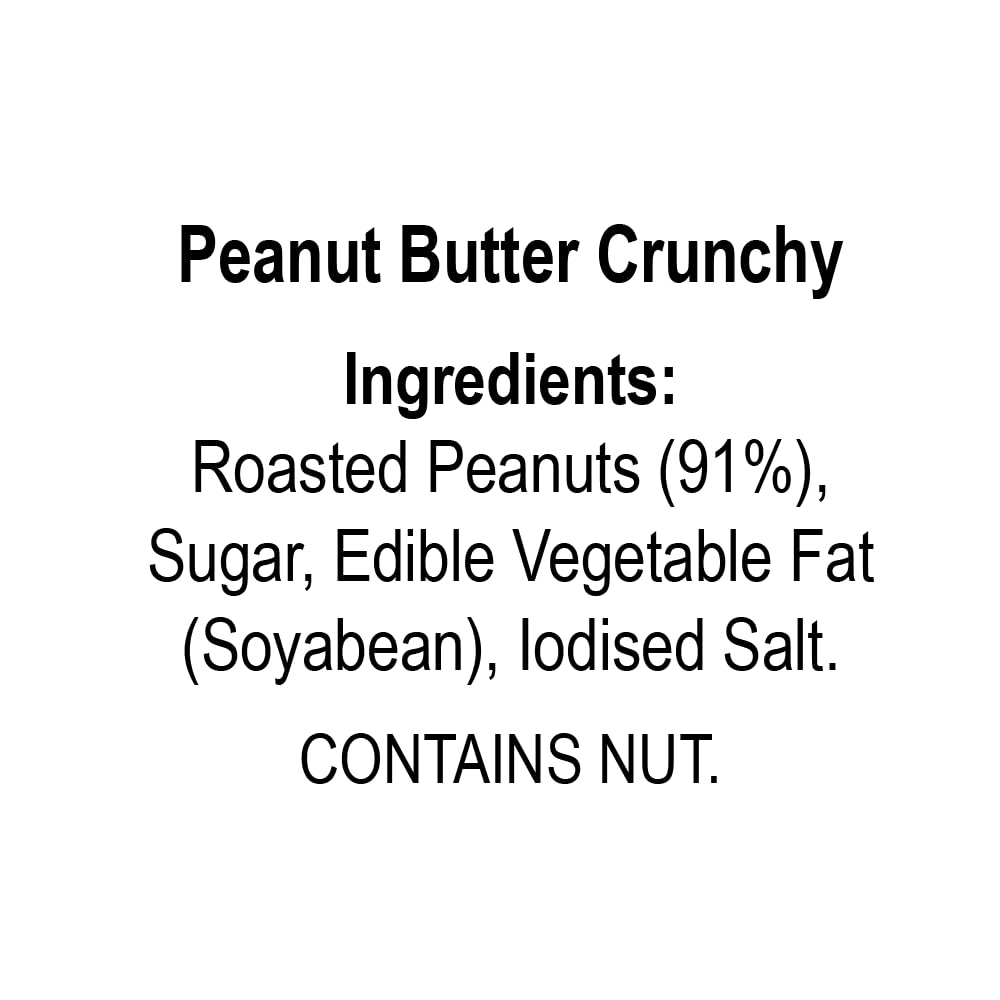 Peanut Butter Crunchy
Ingredients:
Roasted Peanuts (91%),
Sugar, Edible Vegetable Fat
(Soyabean), Iodised Salt.
CONTAINS NUT.